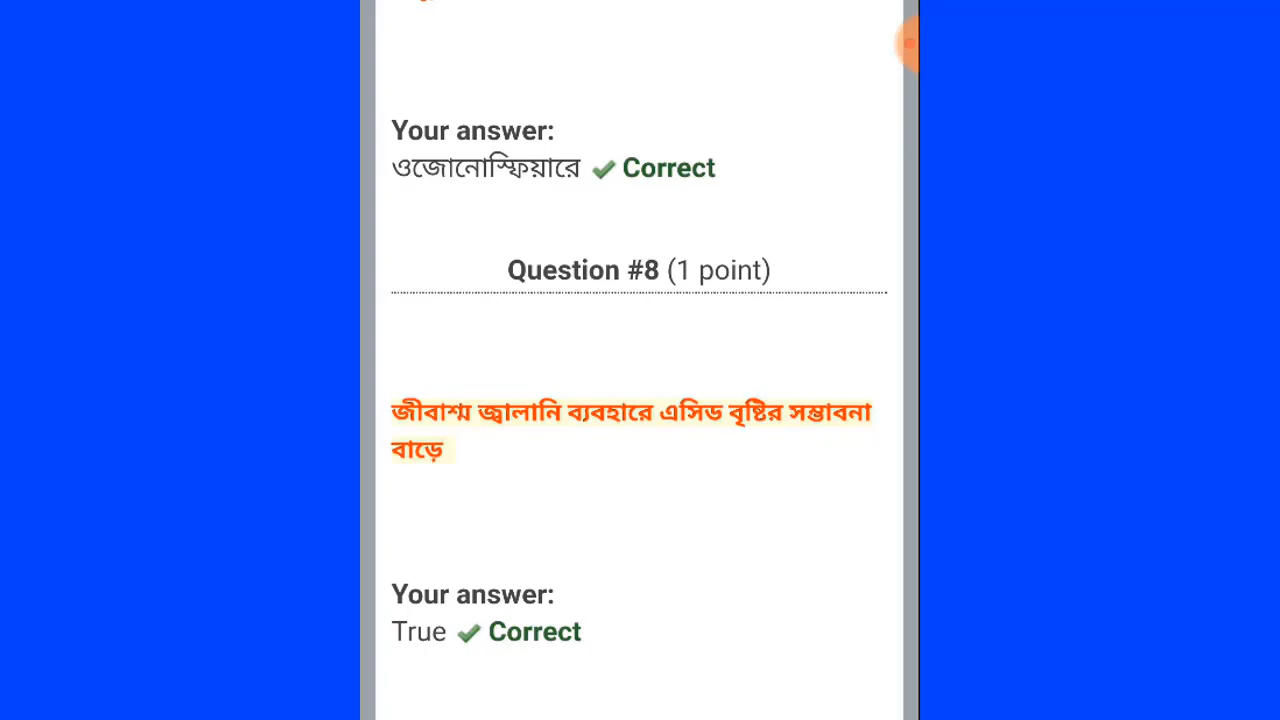 Your answer:
ওজোনোস্ফিয়ারে Correct
Question #8 (1 point)
জীবাশ্ম জ্বালানি ব্যবহারে এসিড বৃষ্টির সম্ভাবনা
বাড়ে
Your answer:
True Correct